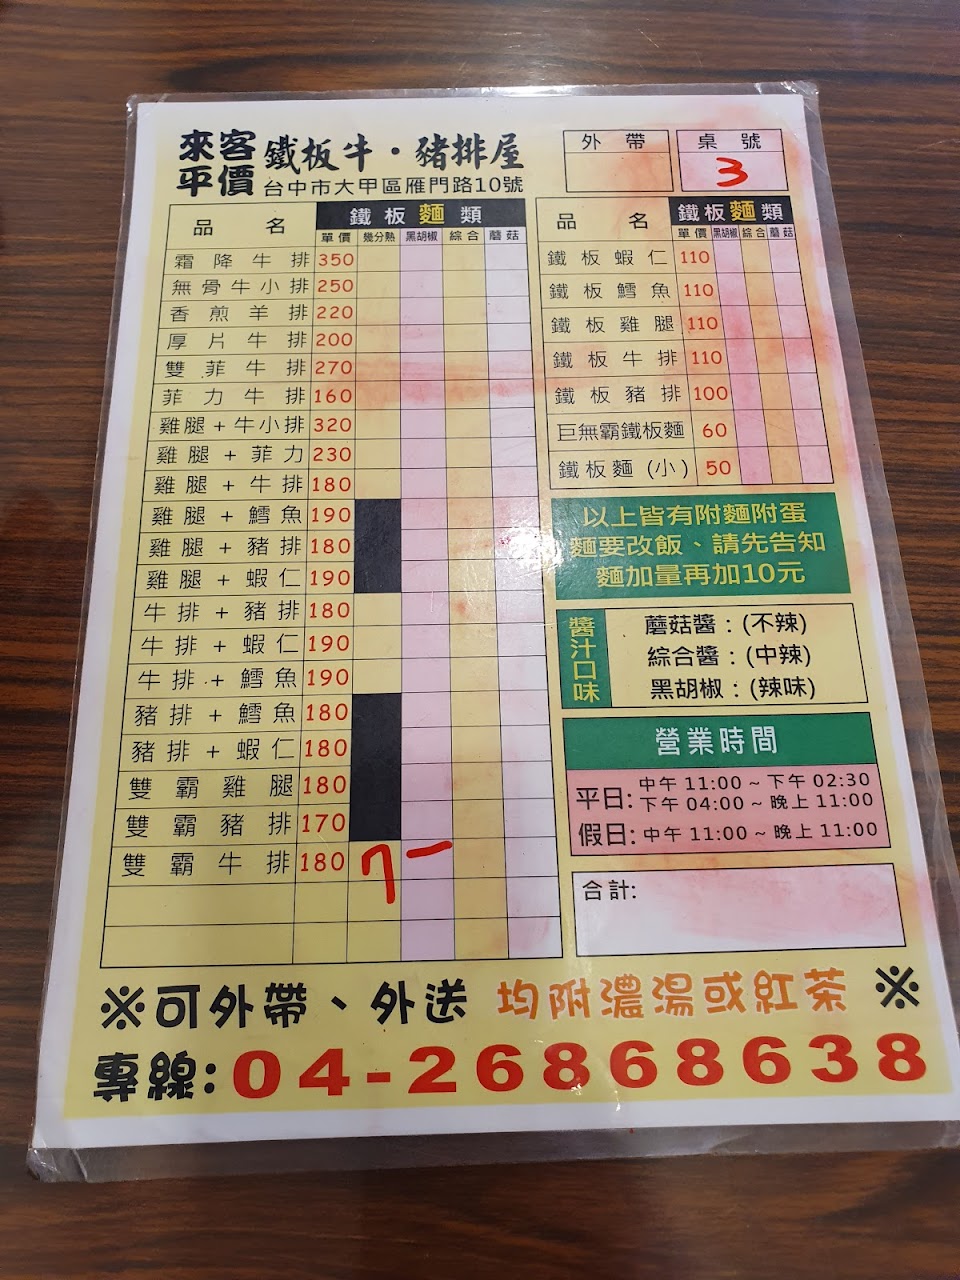 來客
平價
鐵板牛・豬排屋
台中市大甲區雁門路10號
外帶
桌號
3
品名 鐵板麵類
單價 幾分熟 黑胡椒 綜合 蘑菇
霜降牛排 350
無骨牛小排 250
香煎羊排 220
厚片牛排 200
雙菲牛排 270
菲力牛排 160
雞腿+牛小排 320
雞腿+菲力 230
雞腿+牛排 180
雞腿+鱈魚 190
雞腿+豬排 180
雞腿+蝦仁 190
牛排+豬排 180
牛排+蝦仁 190
牛排+鱈魚 190
豬排+鱈魚 180
豬排+蝦仁 180
雙霸雞腿 180
雙霸豬排 170
雙霸牛排 180 7 一
品名 鐵板麵類
單價 黑胡椒 綜合 蘑菇
鐵板蝦仁 110
鐵板鱈魚 110
鐵板雞腿 110
鐵板牛排 110
鐵板豬排 100
巨無霸鐵板麵 60
鐵板麵(小) 50
以上皆有附麵附蛋
麵要改飯、請先告知
麵加量再加10元
醬汁口味
蘑菇醬:(不辣)
綜合醬:(中辣)
黑胡椒:(辣味)
營業時間
平日: 中午 11:00 ~ 下午 02:30
下午 04:00 ~ 晚上 11:00
假日: 中午 11:00 ~ 晚上 11:00
合計:
※可外帶、外送 均附濃湯或紅茶 ※
專線:04-26868638